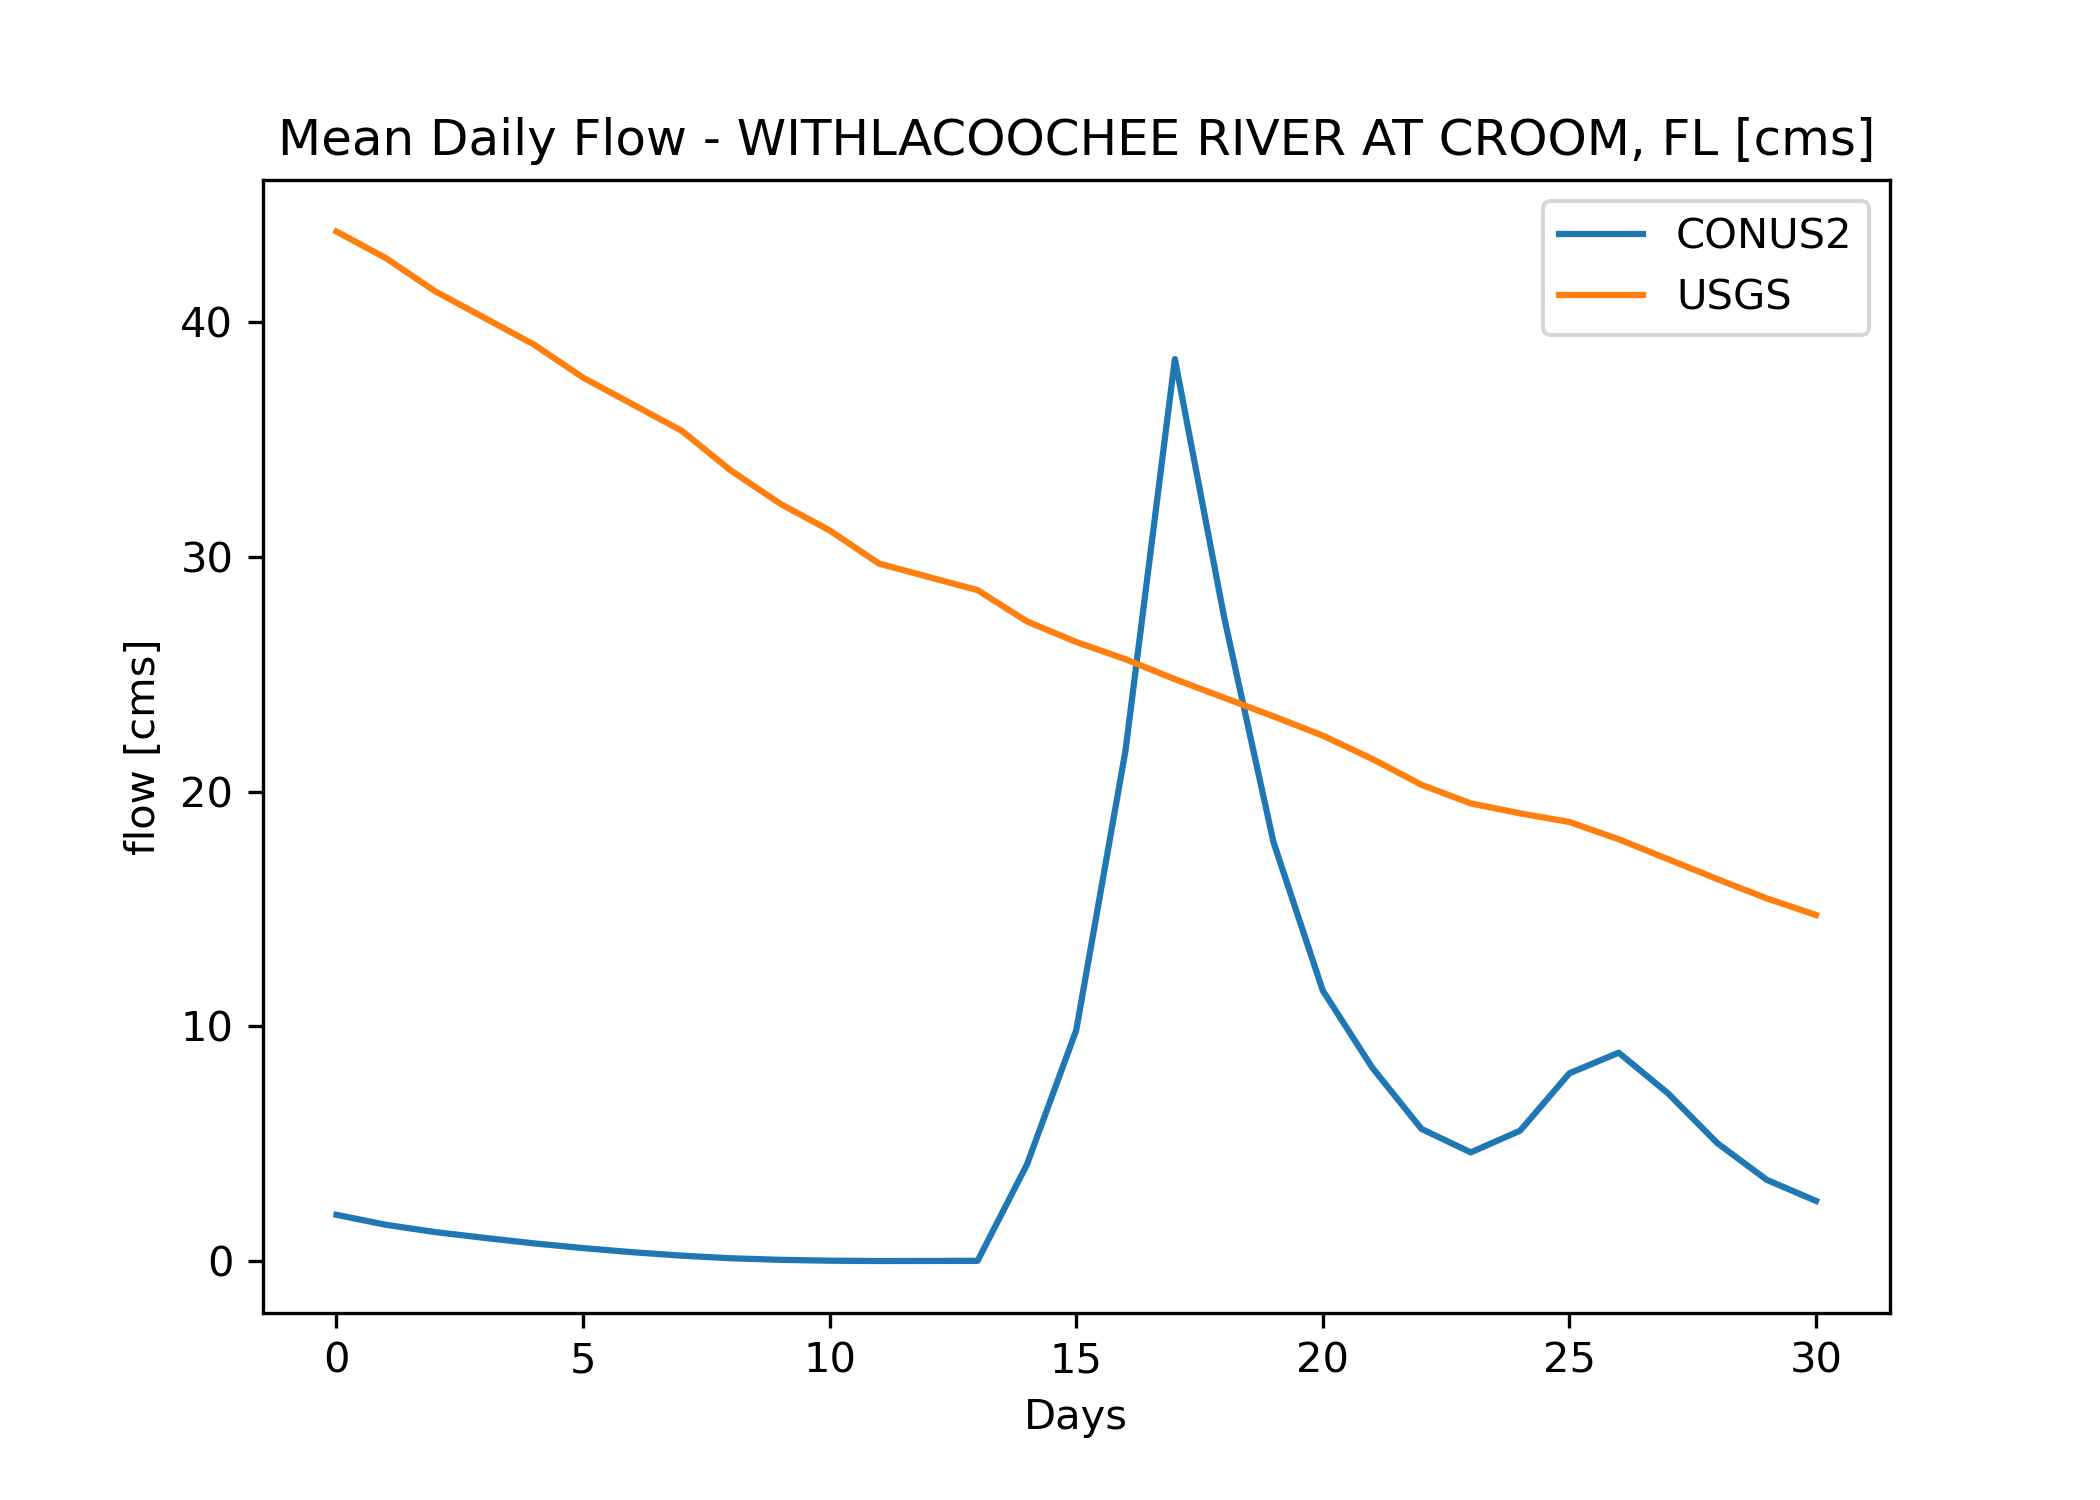 Mean Daily Flow - WITHLACOOCHEE RIVER AT CROOM, FL [cms]
CONUS2
USGS
40
30
20
10
0
flow [cms]
0 5 10 15 20 25 30
Days